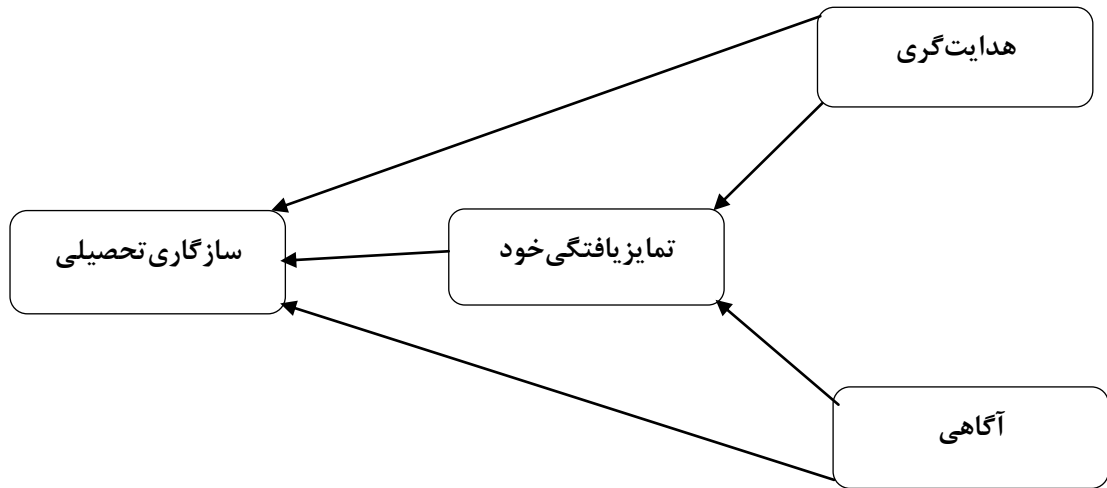 هدایت‌گری
تمایزیافتگی خود
سازگاری تحصیلی
آگاهی